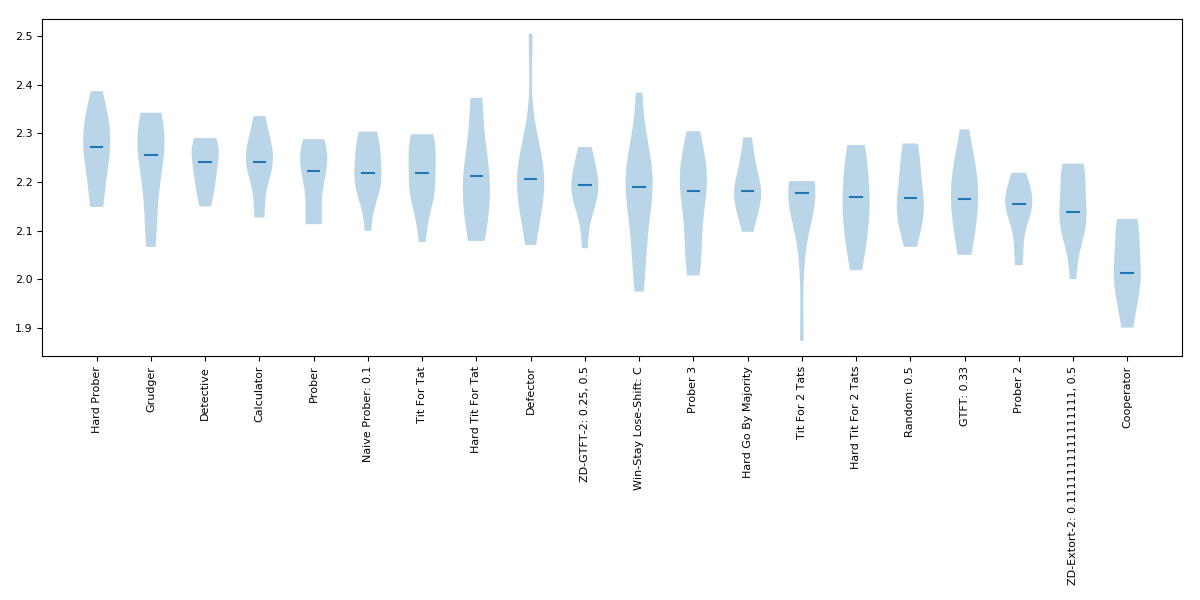 2.5
2.4
2.3
2.2
2.1
2.0
1.9
Hard Prober
Grudger
Detective
Calculator
Prober
Naive Prober: 0.1
Tit For Tat
Hard Tit For Tat
Defector
ZD-GTFT-2: 0.25, 0.5
Win-Stay Lose-Shift: C
Prober 3
Hard Go By Majority
Tit For 2 Tats
Hard Tit For 2 Tats
Random: 0.5
GTFT: 0.33
Prober 2
ZD-Extort-2: 0.1111111111111111, 0.5
Cooperator